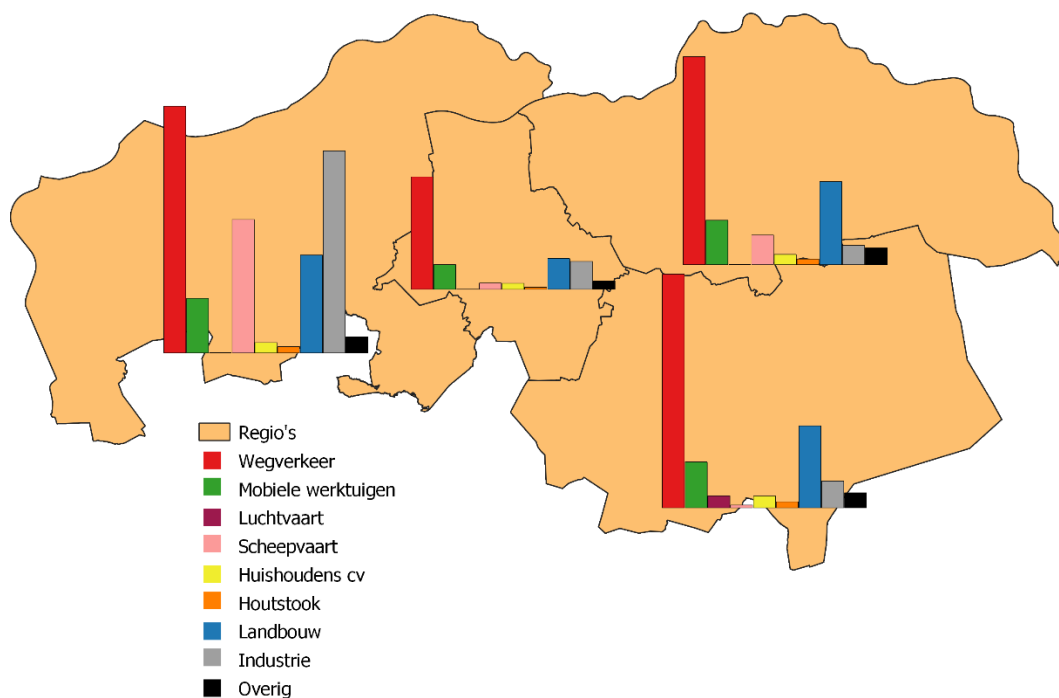 Regio's
Wegverkeer
Mobiele werktuigen
Luchtvaart
Scheepvaart
Huishoudens cv
Houtstook
Landbouw
Industrie
Overig